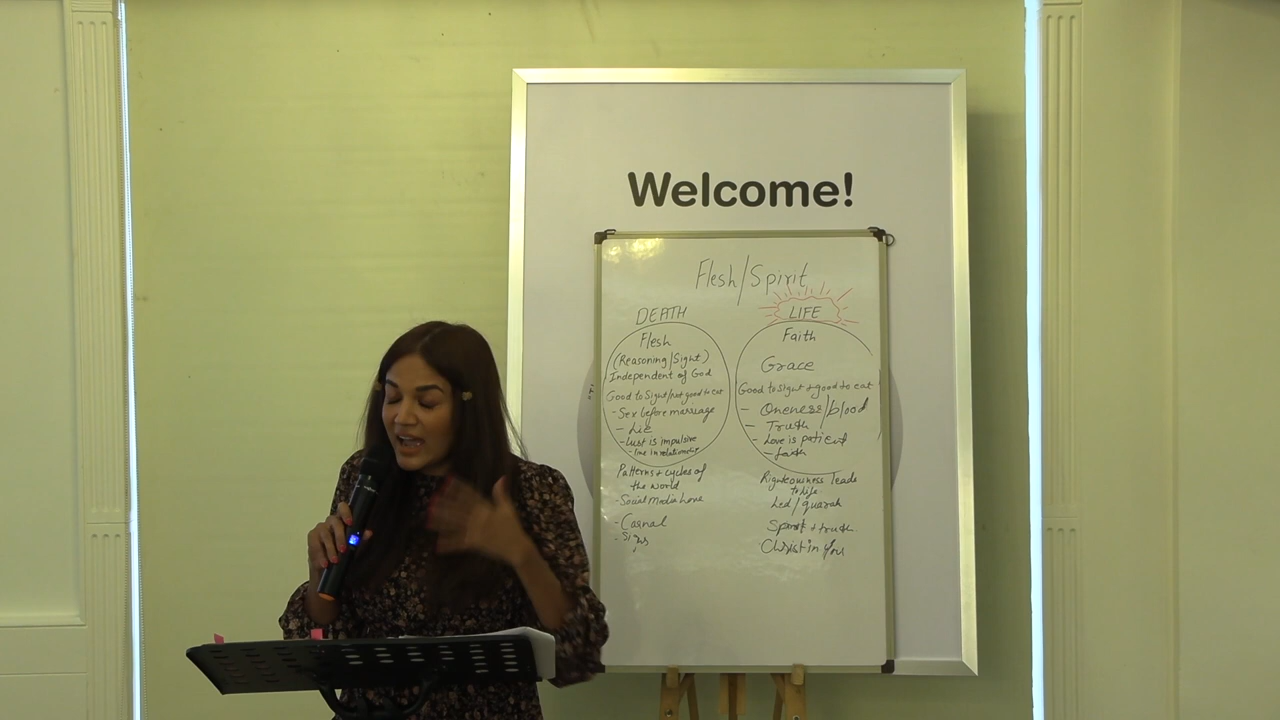 Welcome!
Flesh/Spirit
DEATH
Flesh
(Reasoning/Sight)
Independent of God
Good to Sight/not good to eat
- Sex before marriage
- Lie
- Lust is impulsive
- time in relationship
Patterns + cycles of
the world
- Social media
- Carnal
LIFE
Faith
Grace
Good to Sight + good to eat
- Oneness/blood
- Truth
- Love is patient
- faith
Righteousness leads
to life
Led/
Spirit + truth
Christ in you